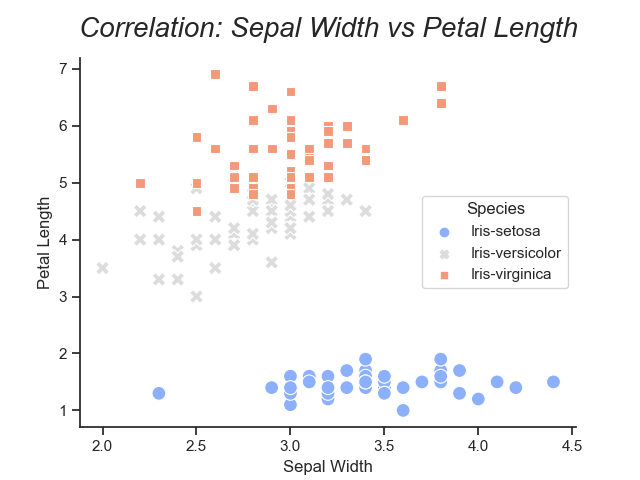 Correlation: Sepal Width vs Petal Length
Petal Length
7
6
5
4
3
2
1
Species
Iris-setosa
Iris-versicolor
Iris-virginica
2.0 2.5 3.0 3.5 4.0 4.5
Sepal Width